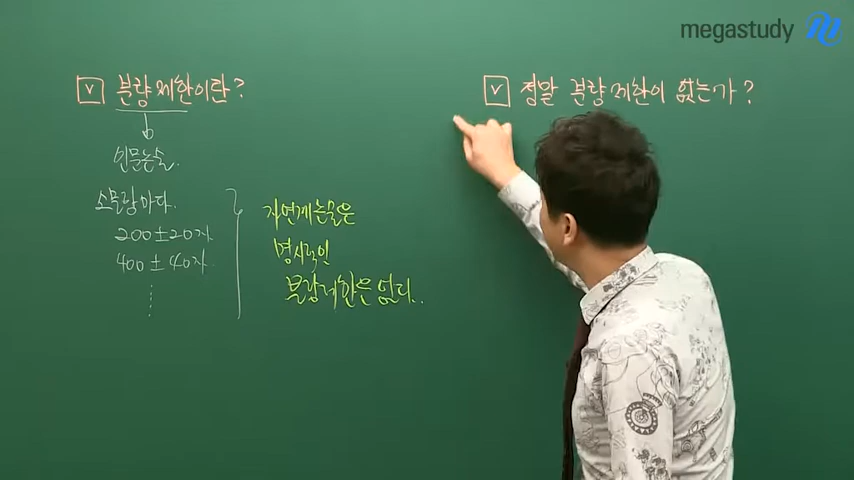 megastudy
V 분량제한이란?
인문논술.
소문항마다.
200±20자
400±40자.
자연계논술은
명시적인
분량제한은 없다..
V 정말 분량제한이 없는가?